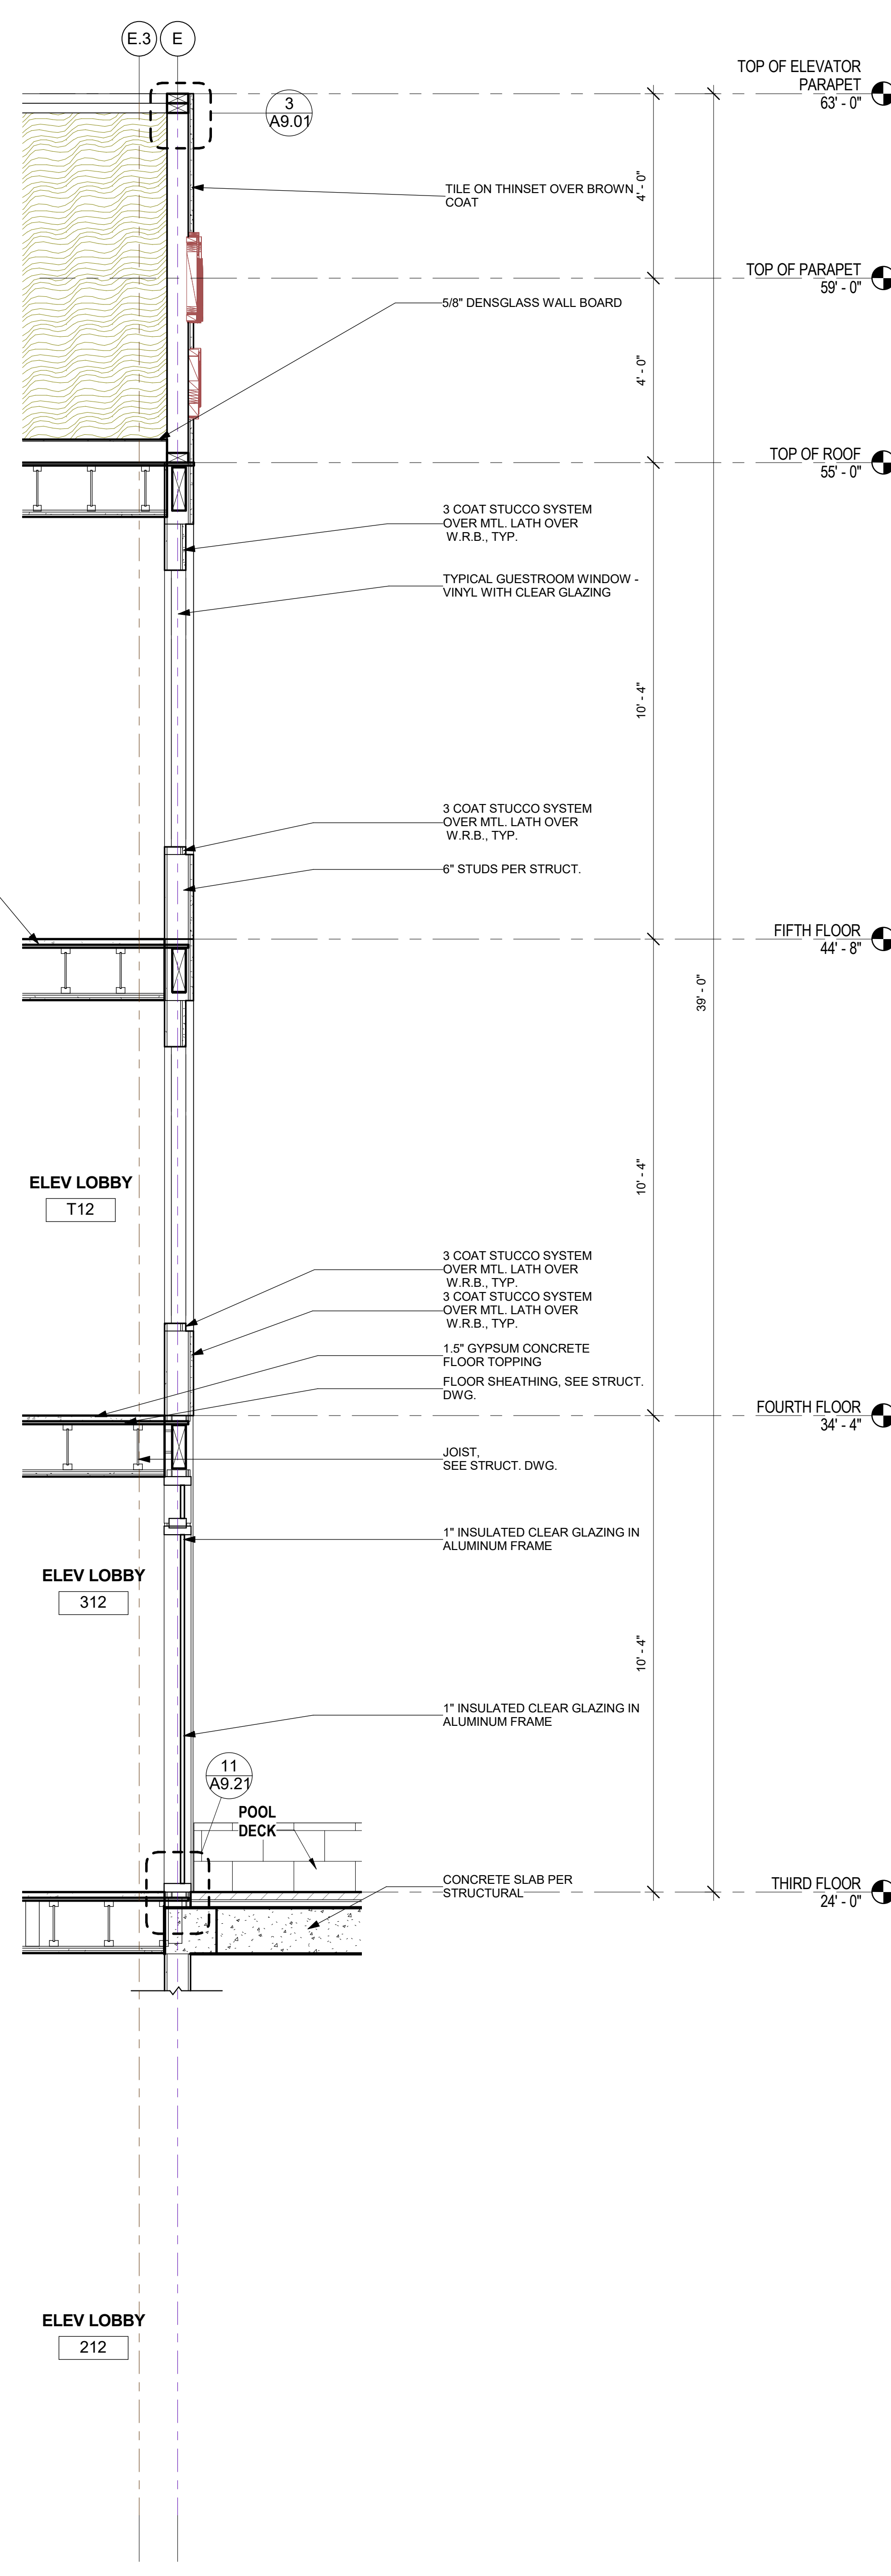 E.3
E
TOP OF ELEVATOR
PARAPET
63' - 0"
3
A9.01
TILE ON THINSET OVER BROWN
COAT
4' - 0"
TOP OF PARAPET
59' - 0"
5/8" DENSGLASS WALL BOARD
4' - 0"
TOP OF ROOF
55' - 0"
3 COAT STUCCO SYSTEM
OVER MTL. LATH OVER
W.R.B., TYP.
TYPICAL GUESTROOM WINDOW -
VINYL WITH CLEAR GLAZING
10' - 4"
3 COAT STUCCO SYSTEM
OVER MTL. LATH OVER
W.R.B., TYP.
6" STUDS PER STRUCT.
FIFTH FLOOR
44' - 8"
39' - 0"
ELEV LOBBY
T12
10' - 4"
3 COAT STUCCO SYSTEM
OVER MTL. LATH OVER
W.R.B., TYP.
3 COAT STUCCO SYSTEM
OVER MTL. LATH OVER
W.R.B., TYP.
1.5" GYPSUM CONCRETE
FLOOR TOPPING
FLOOR SHEATHING, SEE STRUCT.
DWG.
FOURTH FLOOR
34' - 4"
JOIST,
SEE STRUCT. DWG.
1" INSULATED CLEAR GLAZING IN
ALUMINUM FRAME
ELEV LOBBY
312
10' - 4"
1" INSULATED CLEAR GLAZING IN
ALUMINUM FRAME
11
A9.21
POOL
DECK
CONCRETE SLAB PER
STRUCTURAL
THIRD FLOOR
24' - 0"
ELEV LOBBY
212